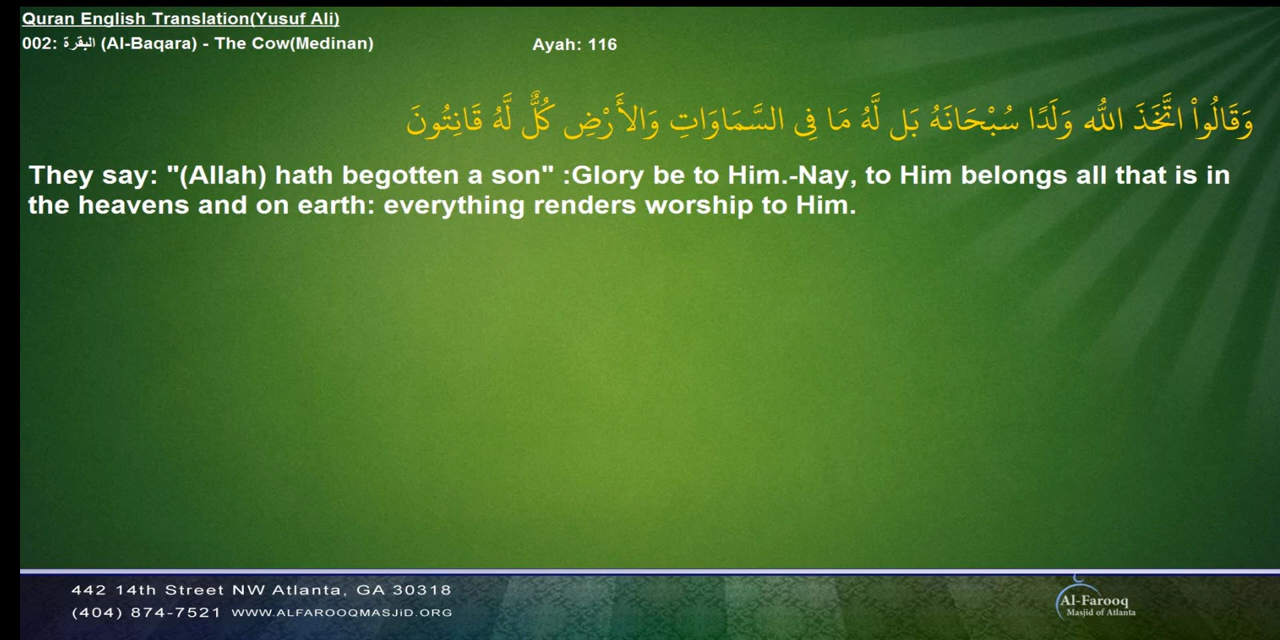 Quran English Translation(Yusuf Ali)
002: البقرة (Al-Baqara) - The Cow(Medinan)
Ayah: 116
وَقَالُواْ اتَّخَذَ اللّهُ وَلَدًا سُبْحَانَهُ بَل لَّهُ مَا فِي السَّمَاوَاتِ وَالأَرْضِ كُلٌّ لَّهُ قَانِتُونَ
They say: "(Allah) hath begotten a son" :Glory be to Him.-Nay, to Him belongs all that is in
the heavens and on earth: everything renders worship to Him.
442 14th Street NW Atlanta, GA 30318
(404) 874-7521 WWW.ALFAROOQMASJiD.ORG
Al-Farooq
Masjid of Atlanta